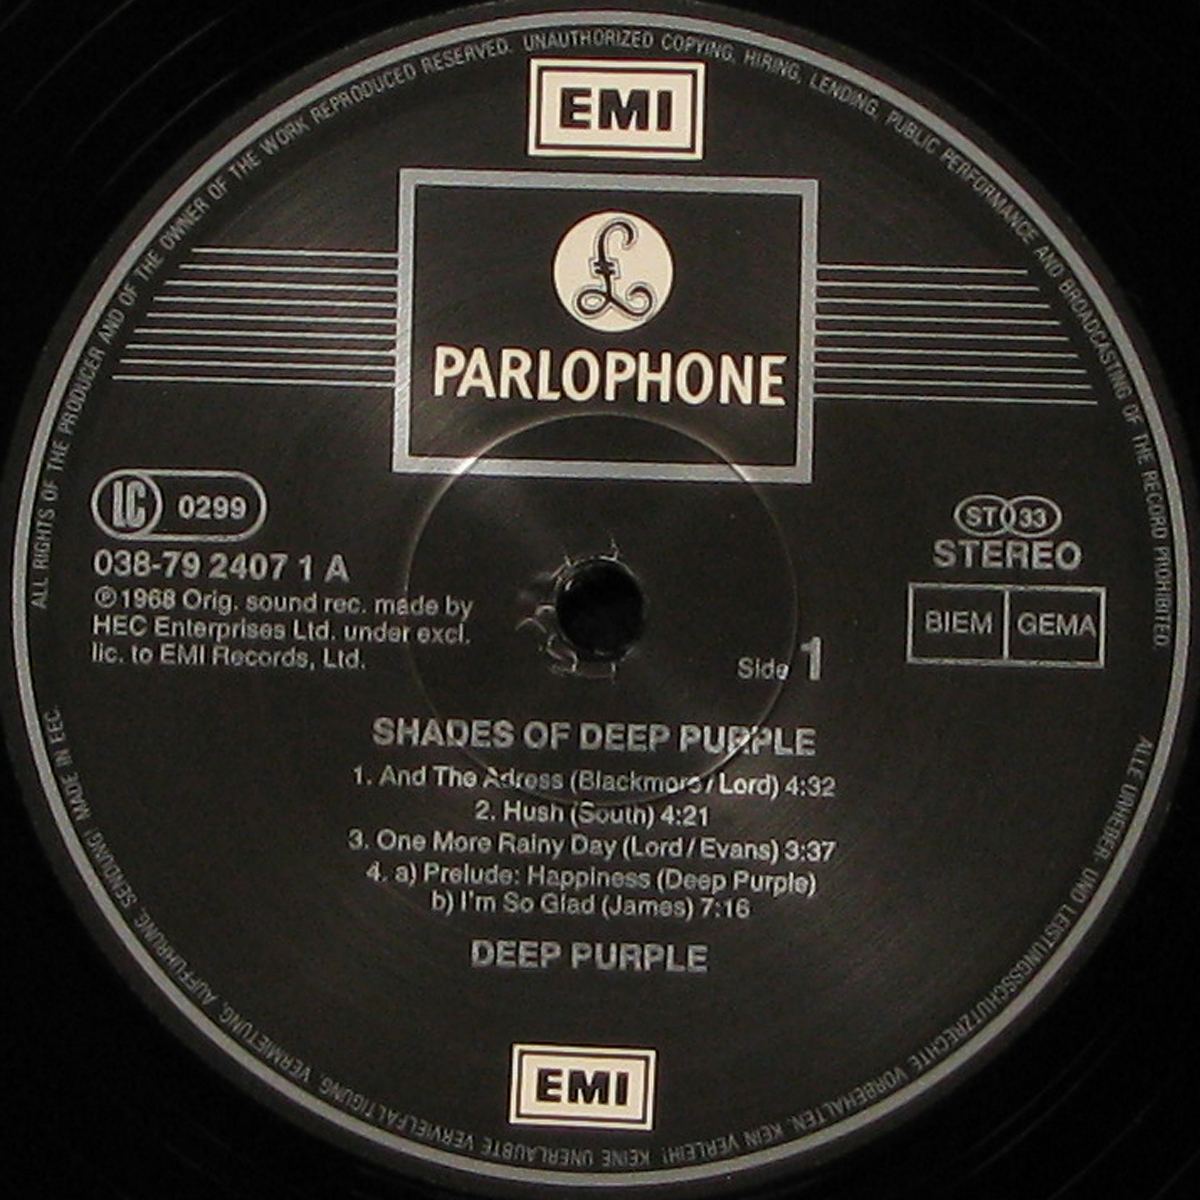 ALL RIGHTS OF THE PRODUCER AND OF THE OWNER OF THE WORK REPRODUCED RESERVED. UNAUTHORIZED COPYING, HIRING, LENDING, PUBLIC PERFORMANCE AND BROADCASTING OF THE RECORD PROHIBITED.
EMI
£
PARLOPHONE
LC 0299
038-79 2407 1 A
℗ 1968 Orig. sound rec. made by
HEC Enterprises Ltd. under excl.
lic. to EMI Records, Ltd.
ST 33
STEREO
BIEM GEMA
Side 1
SHADES OF DEEP PURPLE
1. And The Adress (Blackmore / Lord) 4:32
2. Hush (South) 4:21
3. One More Rainy Day (Lord / Evans) 3:37
4. a) Prelude: Happiness (Deep Purple)
b) I'm So Glad (James) 7:16
DEEP PURPLE
EMI
ALLE URHEBER- UND LEISTUNGSSCHUTZRECHTE VORBEHALTEN. KEIN VERLEIH! KEINE UNERLAUBTE VERVIELFÄLTIGUNG, VERMIETUNG, AUFFÜHRUNG, SENDUNG! MADE IN EEC.